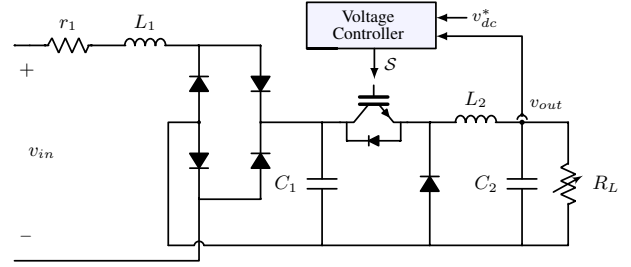 Voltage
Controller
v*dc
r1
L1
S
+
L2
vout
vin
C1
C2
RL
−